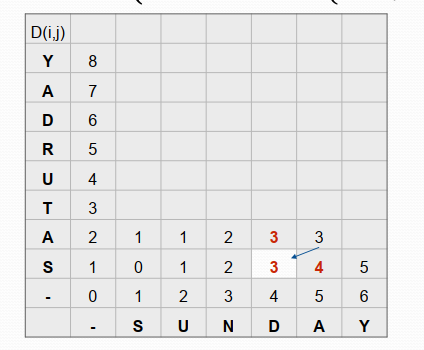 D(i,j)
Y 8
A 7
D 6
R 5
U 4
T 3
A 2 1 1 2 3 3
S 1 0 1 2 3 4 5
- 0 1 2 3 4 5 6
- S U N D A Y